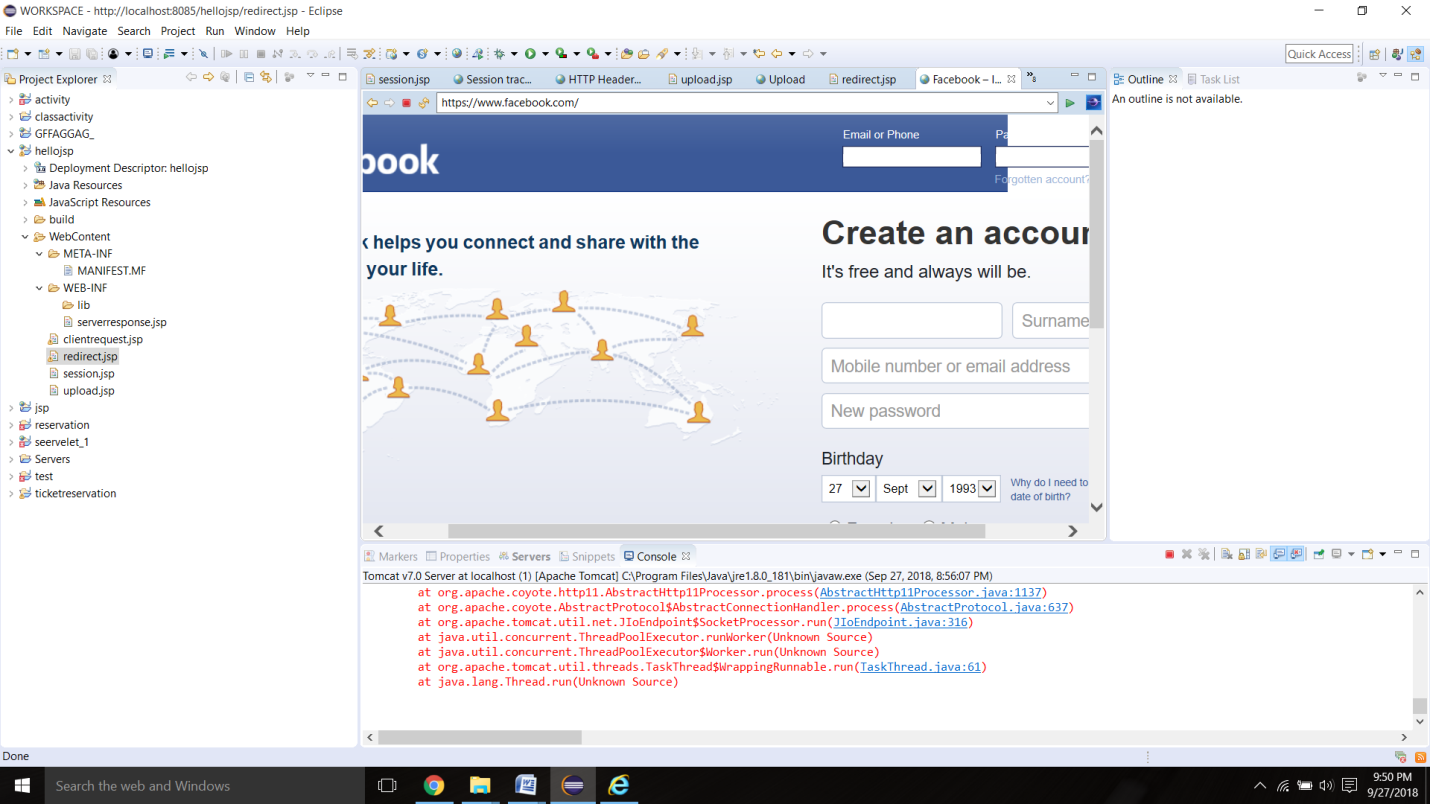 WORKSPACE - http://localhost:8085/hellojsp/redirect.jsp - Eclipse
File Edit Navigate Search Project Run Window Help
Quick Access
Project Explorer
activity
classactivity
GFFAGGAG_
hellojsp
Deployment Descriptor: hellojsp
Java Resources
JavaScript Resources
build
WebContent
META-INF
MANIFEST.MF
WEB-INF
lib
serverresponse.jsp
clientrequest.jsp
redirect.jsp
session.jsp
upload.jsp
jsp
reservation
seervelet_1
Servers
test
ticketreservation
session.jsp Session trac... HTTP Header... upload.jsp Upload redirect.jsp Facebook – l...
https://www.facebook.com/
book
Email or Phone Pa
Forgotten account?
k helps you connect and share with the
your life.
Create an accour
It's free and always will be.
Surname
Mobile number or email address
New password
Birthday
27 Sept 1993
Why do I need to
date of birth?
Outline Task List
An outline is not available.
Markers Properties Servers Snippets Console
Tomcat v7.0 Server at localhost (1) [Apache Tomcat] C:\Program Files\Java\jre1.8.0_181\bin\javaw.exe (Sep 27, 2018, 8:56:07 PM)
at org.apache.coyote.http11.AbstractHttp11Processor.process(AbstractHttp11Processor.java:1137)
at org.apache.coyote.AbstractProtocol$AbstractConnectionHandler.process(AbstractProtocol.java:637)
at org.apache.tomcat.util.net.JIoEndpoint$SocketProcessor.run(JIoEndpoint.java:316)
at java.util.concurrent.ThreadPoolExecutor.runWorker(Unknown Source)
at java.util.concurrent.ThreadPoolExecutor$Worker.run(Unknown Source)
at org.apache.tomcat.util.threads.TaskThread$WrappingRunnable.run(TaskThread.java:61)
at java.lang.Thread.run(Unknown Source)
Done
Search the web and Windows
9:50 PM
9/27/2018